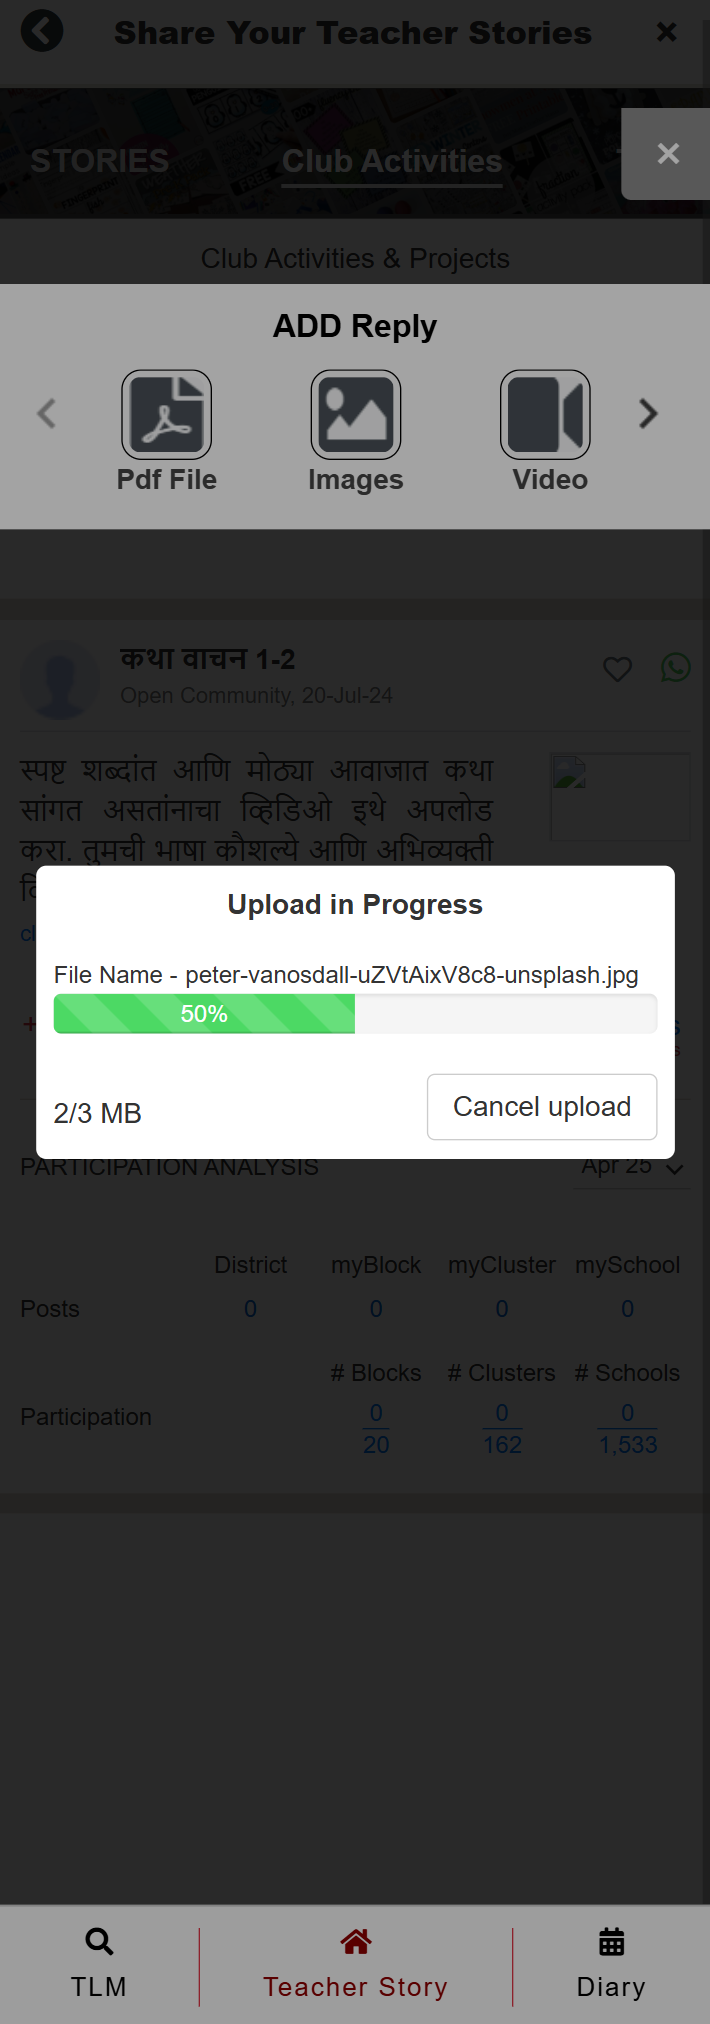 Share Your Teacher Stories
STORIES
Club Activities
Club Activities & Projects
ADD Reply
Pdf File
Images
Video
कथा वाचन 1-2
Open Community, 20-Jul-24
स्पष्ट शब्दांत आणि मोठ्या आवाजात कथा
सांगत असतांनाचा व्हिडिओ इथे अपलोड
करा. तुमची भाषा कौशल्ये आणि अभिव्यक्ती
Upload in Progress
File Name - peter-vanosdall-uZVtAixV8c8-unsplash.jpg
50%
2/3 MB
Cancel upload
PARTICIPATION ANALYSIS
Apr 25
District myBlock myCluster mySchool
Posts 0 0 0 0
# Blocks # Clusters # Schools
Participation
0 0 0
20 162 1,533
TLM
Teacher Story
Diary